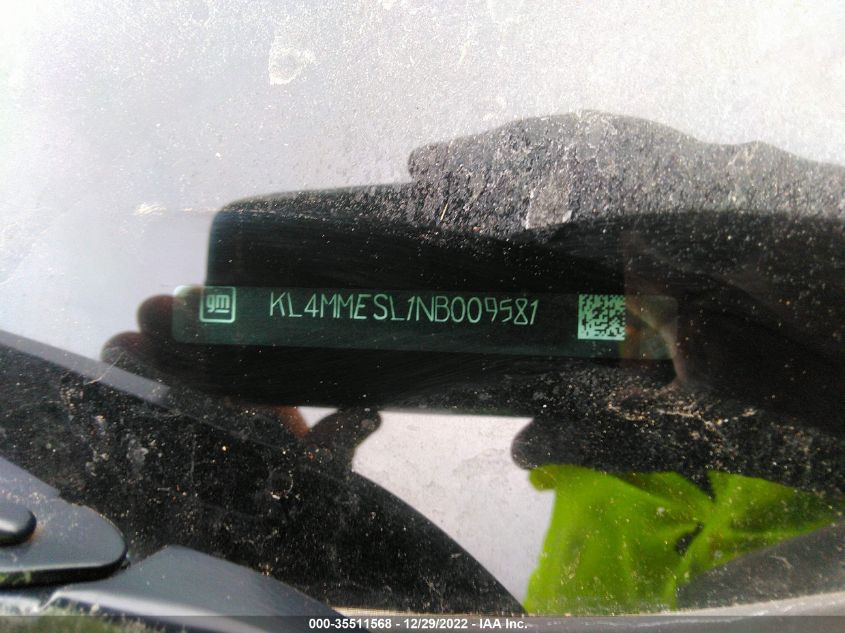 gm KL4MMESL1NB009581
000-35511568 - 12/29/2022 - IAA Inc.